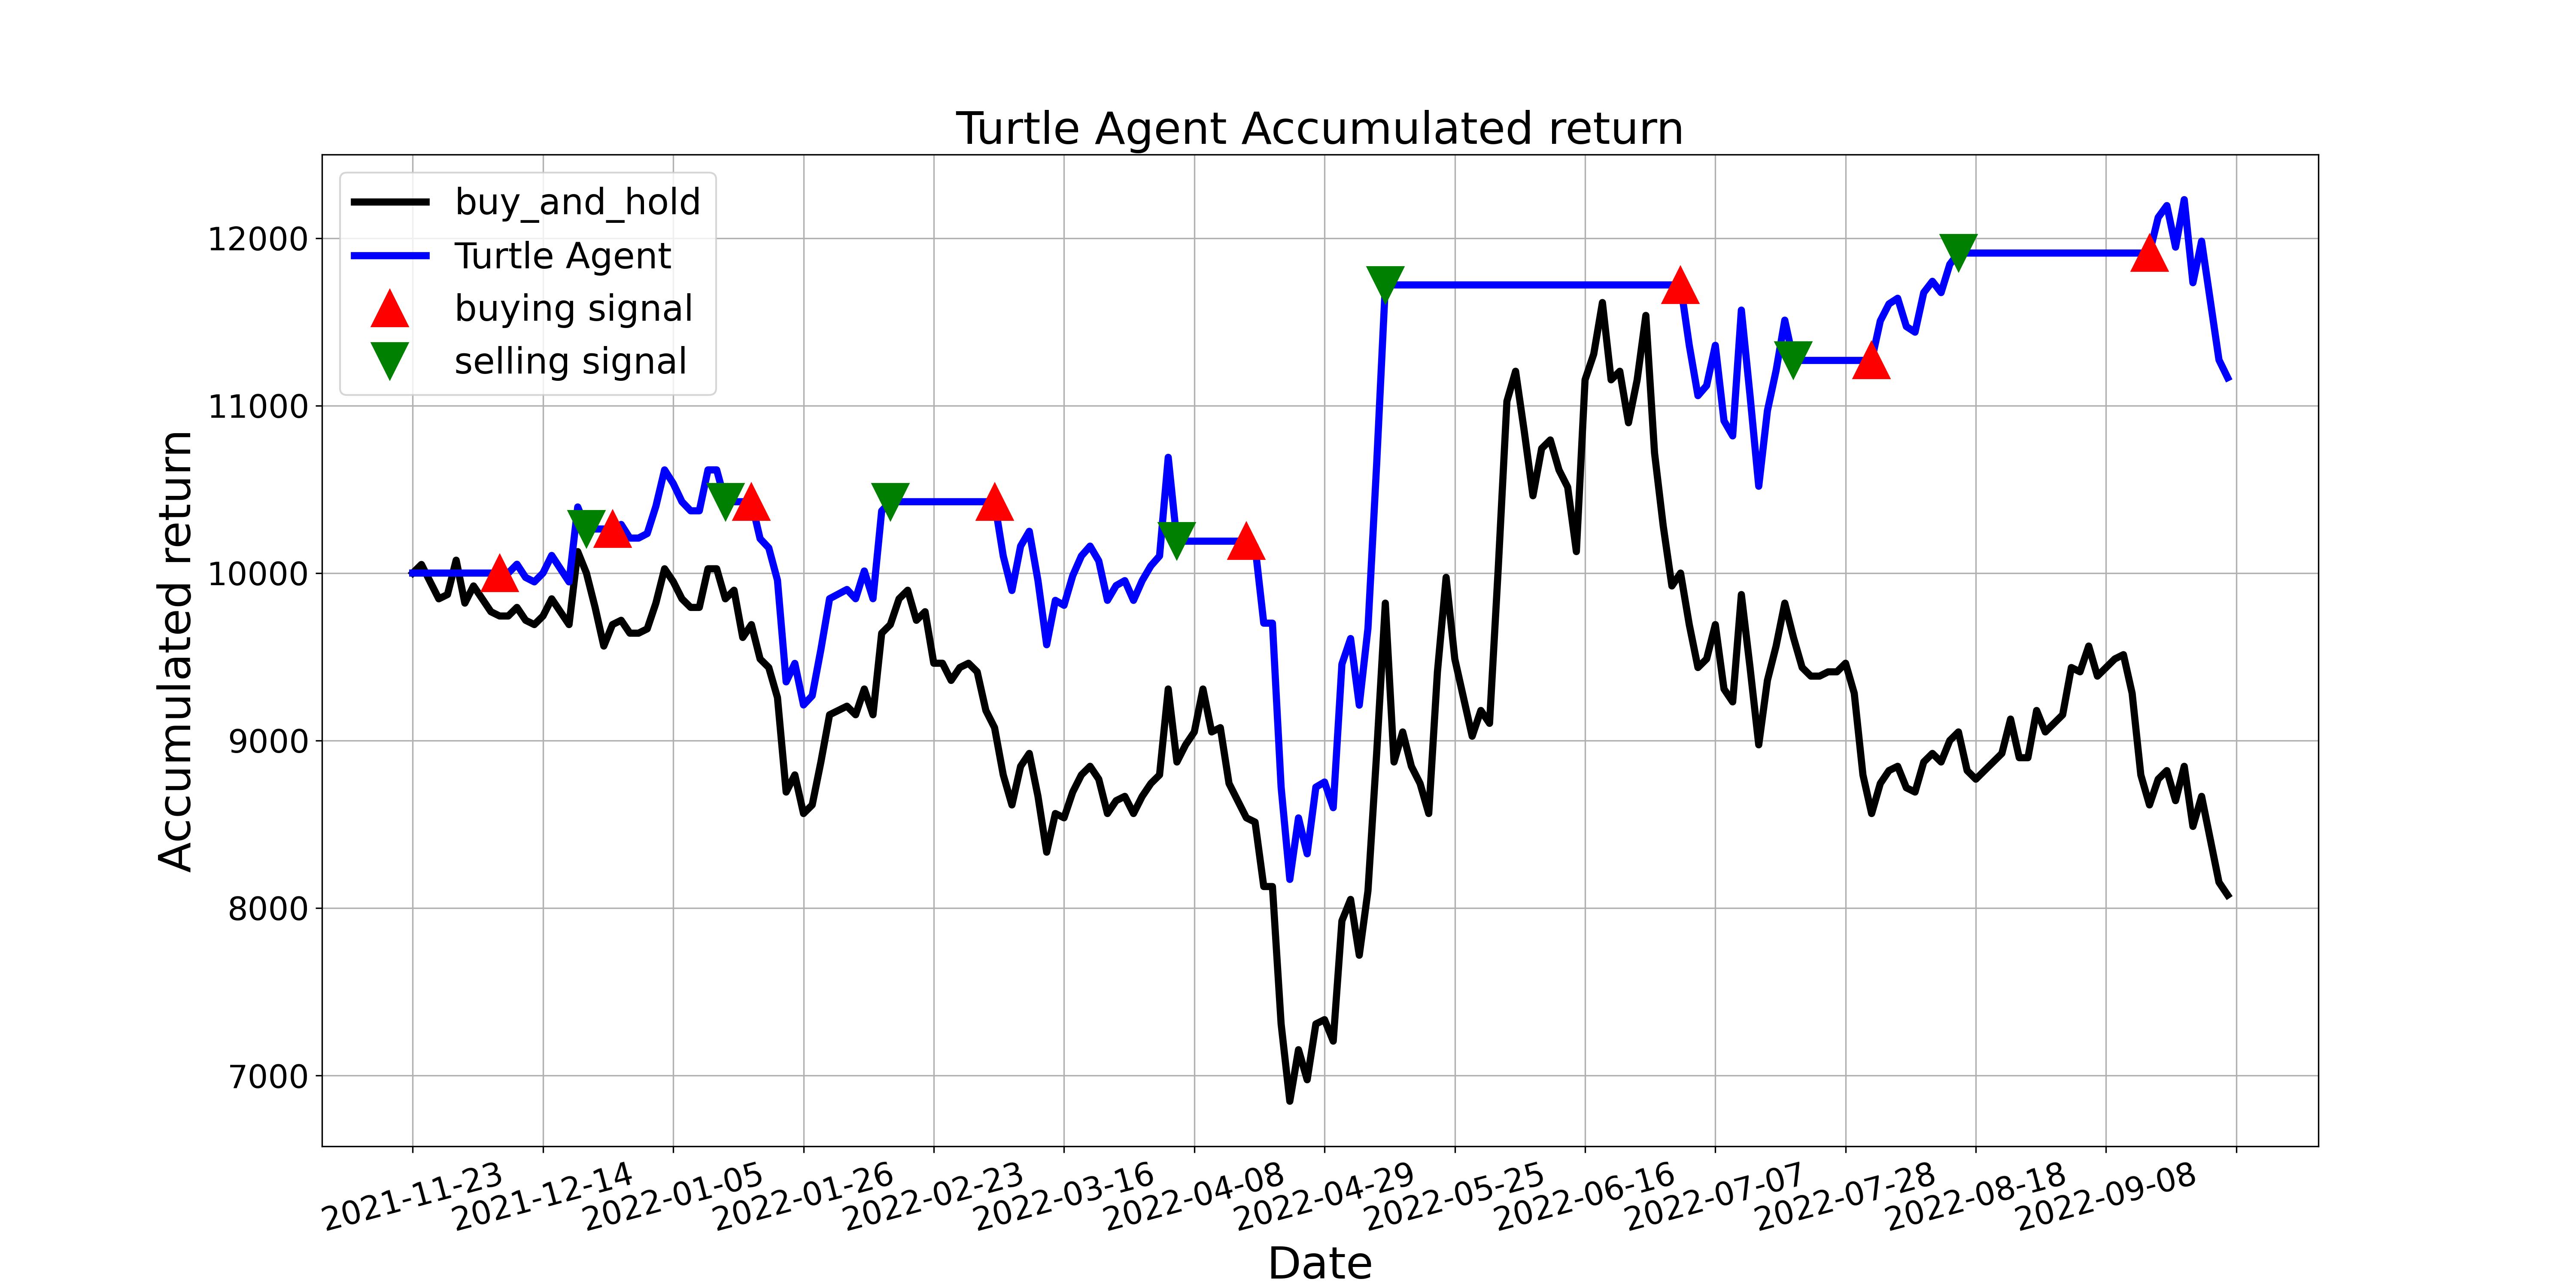 Turtle Agent Accumulated return
buy_and_hold
Turtle Agent
buying signal
selling signal
12000
11000
10000
9000
8000
7000
Accumulated return
2021-11-23
2021-12-14
2022-01-05
2022-01-26
2022-02-23
2022-03-16
2022-04-08
2022-04-29
2022-05-25
2022-06-16
2022-07-07
2022-07-28
2022-08-18
2022-09-08
Date